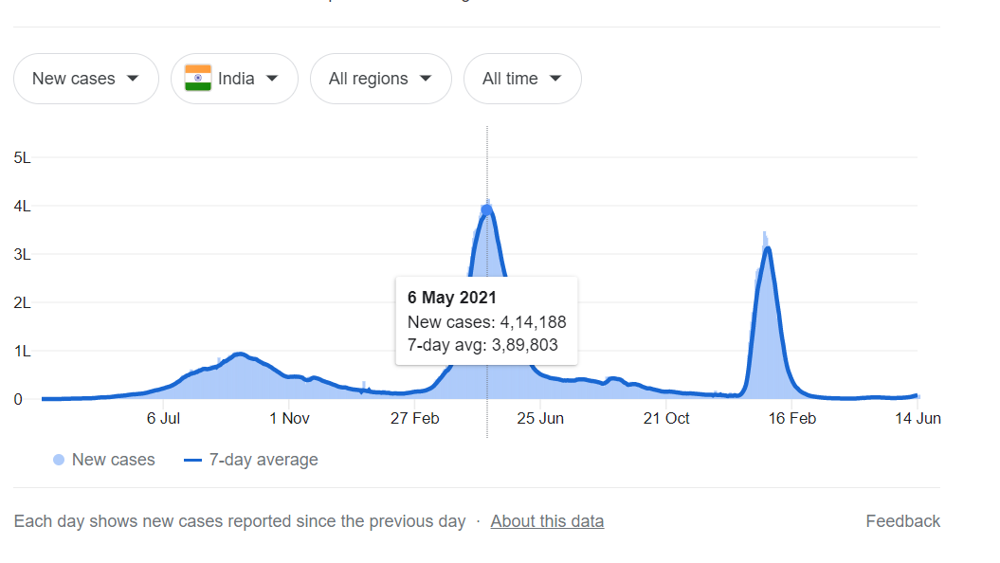 New cases India All regions All time
5L
4L
3L
2L
1L
0
6 May 2021
New cases: 4,14,188
7-day avg: 3,89,803
6 Jul 1 Nov 27 Feb 25 Jun 21 Oct 16 Feb 14 Jun
New cases 7-day average
Each day shows new cases reported since the previous day · About this data Feedback